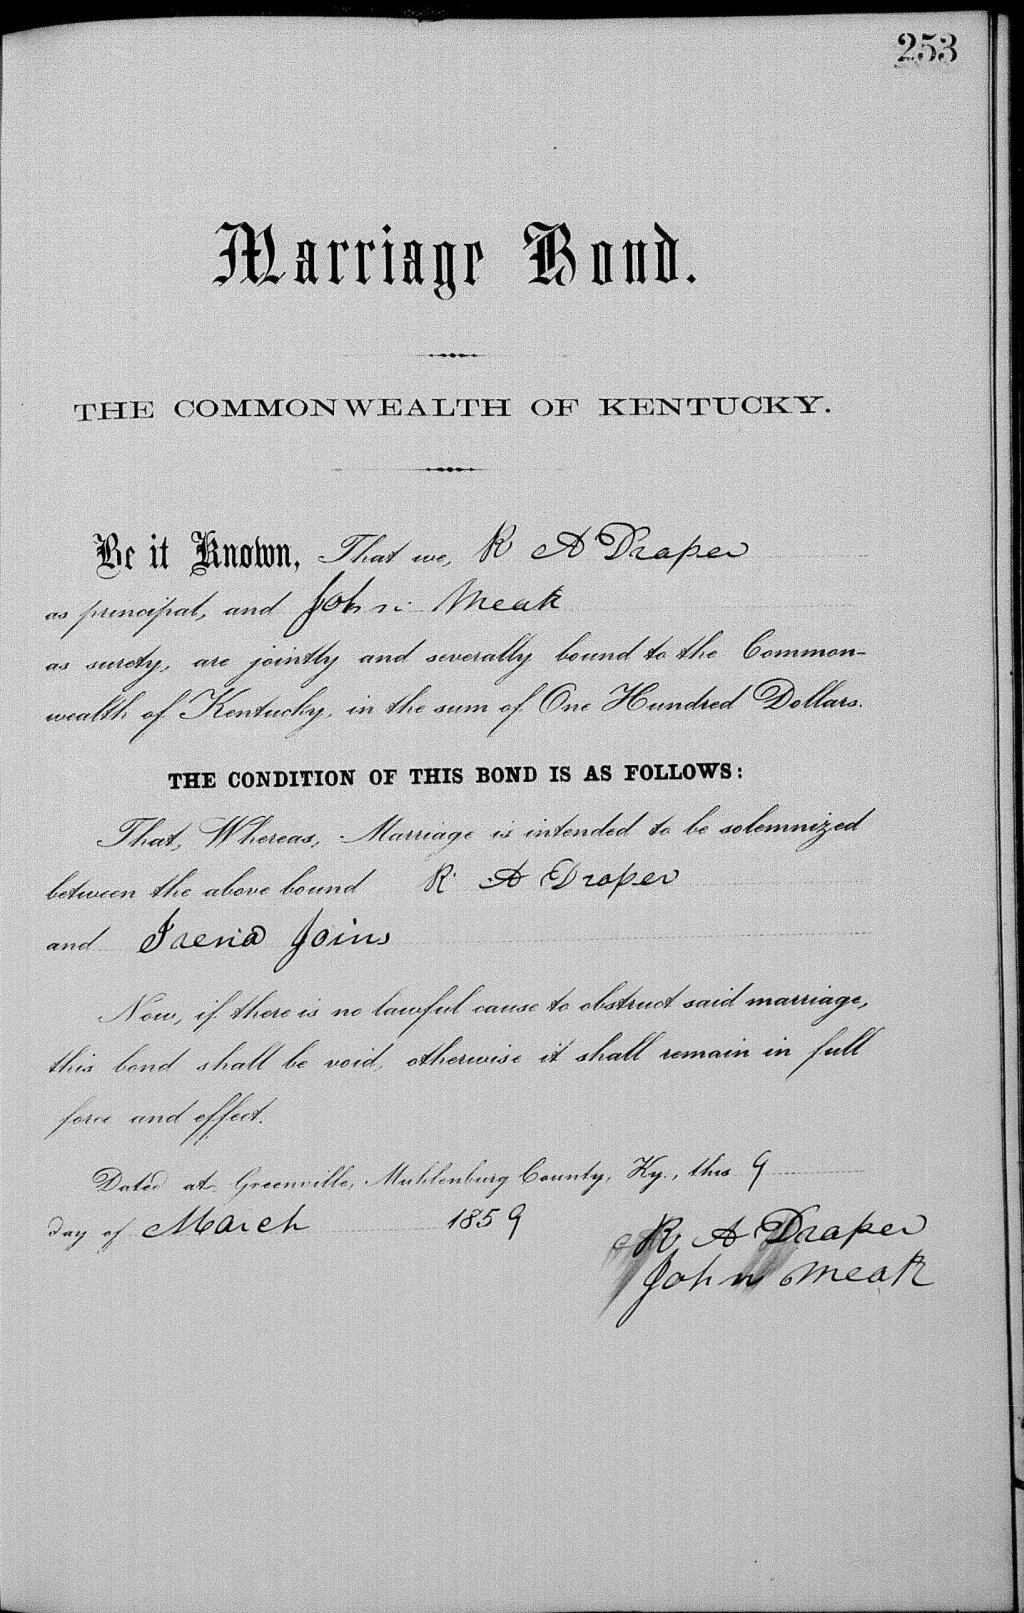 253
Marriage Bond.
THE COMMONWEALTH OF KENTUCKY.
Be it Known, That we, R A Draper
as principal, and John Meak
as surety, are jointly and severally bound to the Common-
wealth of Kentucky, in the sum of One Hundred Dollars.
THE CONDITION OF THIS BOND IS AS FOLLOWS:
That, Whereas, Marriage is intended to be solemnized
between the above bound R A Draper
and Irena Joins
Now, if there is no lawful cause to obstruct said marriage,
this bond shall be void, otherwise it shall remain in full
force and effect.
Dated at Greenville, Muhlenburg County, Ky., this 9
day of March 1859
R A Draper
John Meak